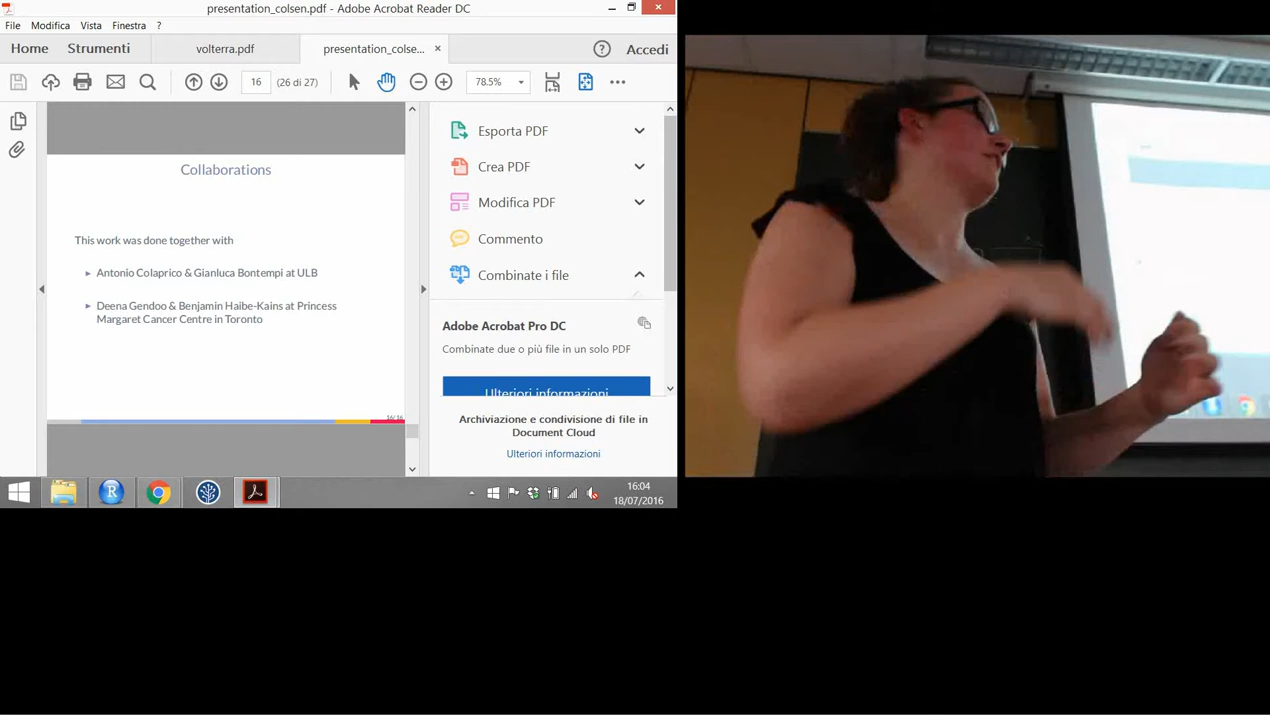 presentation_colsen.pdf - Adobe Acrobat Reader DC
File Modifica Vista Finestra ?
Home Strumenti volterra.pdf presentation_colse... × ? Accedi
16 (26 di 27) 78.5%
Collaborations
This work was done together with
Antonio Colaprico & Gianluca Bontempi at ULB
Deena Gendoo & Benjamin Haibe-Kains at Princess
Margaret Cancer Centre in Toronto
16/16
Esporta PDF
Crea PDF
Modifica PDF
Commento
Combinate i file
Adobe Acrobat Pro DC
Combinate due o più file in un solo PDF
Ulteriori informazioni
Archiviazione e condivisione di file in
Document Cloud
Ulteriori informazioni
16:04
18/07/2016